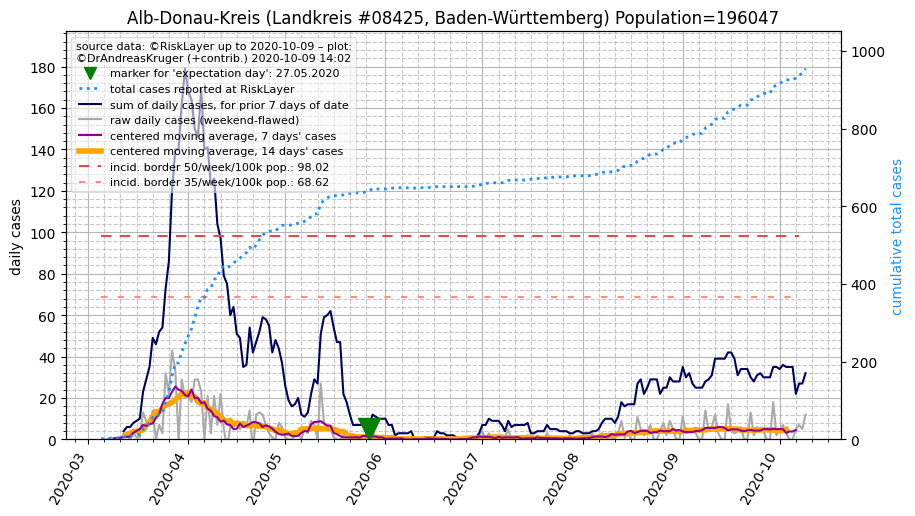 Alb-Donau-Kreis (Landkreis #08425, Baden-Württemberg) Population=196047
source data: ©RiskLayer up to 2020-10-09 – plot:
©DrAndreasKruger (+contrib.) 2020-10-09 14:02
marker for 'expectation day': 27.05.2020
total cases reported at RiskLayer
sum of daily cases, for prior 7 days of date
raw daily cases (weekend-flawed)
centered moving average, 7 days' cases
centered moving average, 14 days' cases
incid. border 50/week/100k pop.: 98.02
incid. border 35/week/100k pop.: 68.62
daily cases
180
160
140
120
100
80
60
40
20
0
cumulative total cases
1000
800
600
400
200
0
2020-03
2020-04
2020-05
2020-06
2020-07
2020-08
2020-09
2020-10